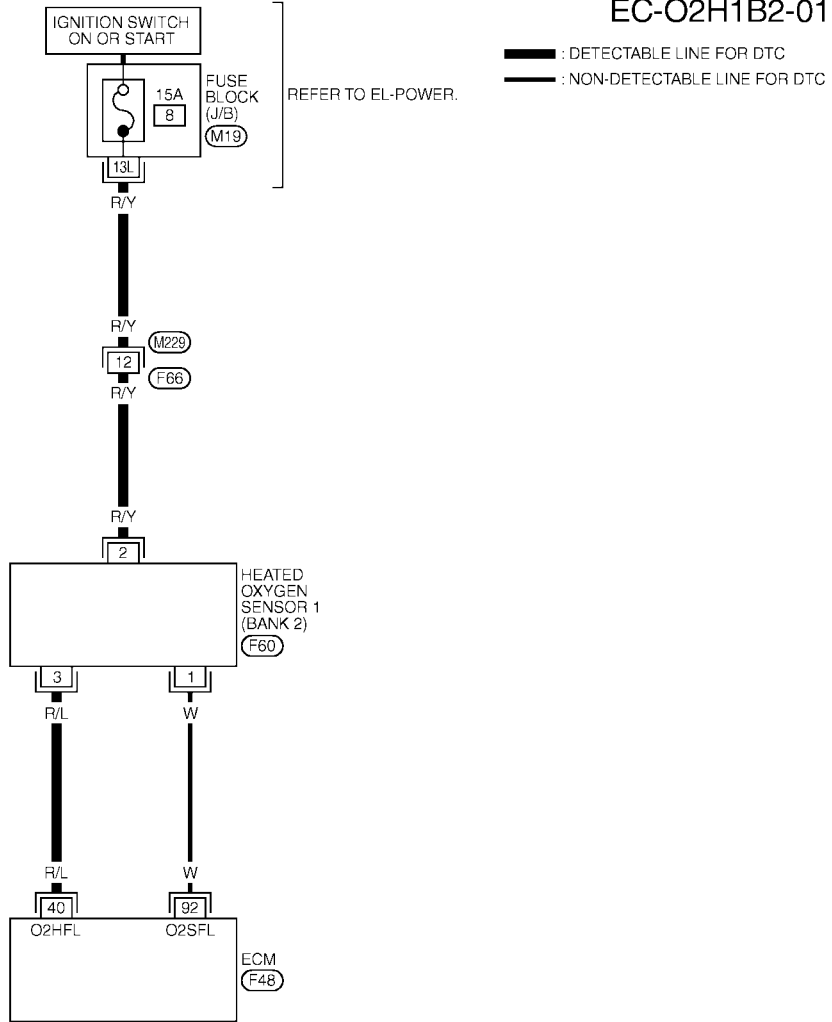 EC-O2H1B2-01
IGNITION SWITCH
ON OR START
: DETECTABLE LINE FOR DTC
: NON-DETECTABLE LINE FOR DTC
15A
8
FUSE
BLOCK
(J/B)
M19
REFER TO EL-POWER.
13L
R/Y
R/Y
M229
12
F66
R/Y
R/Y
2
HEATED
OXYGEN
SENSOR 1
(BANK 2)
F60
3 1
R/L W
R/L W
40 92
O2HFL O2SFL
ECM
F48